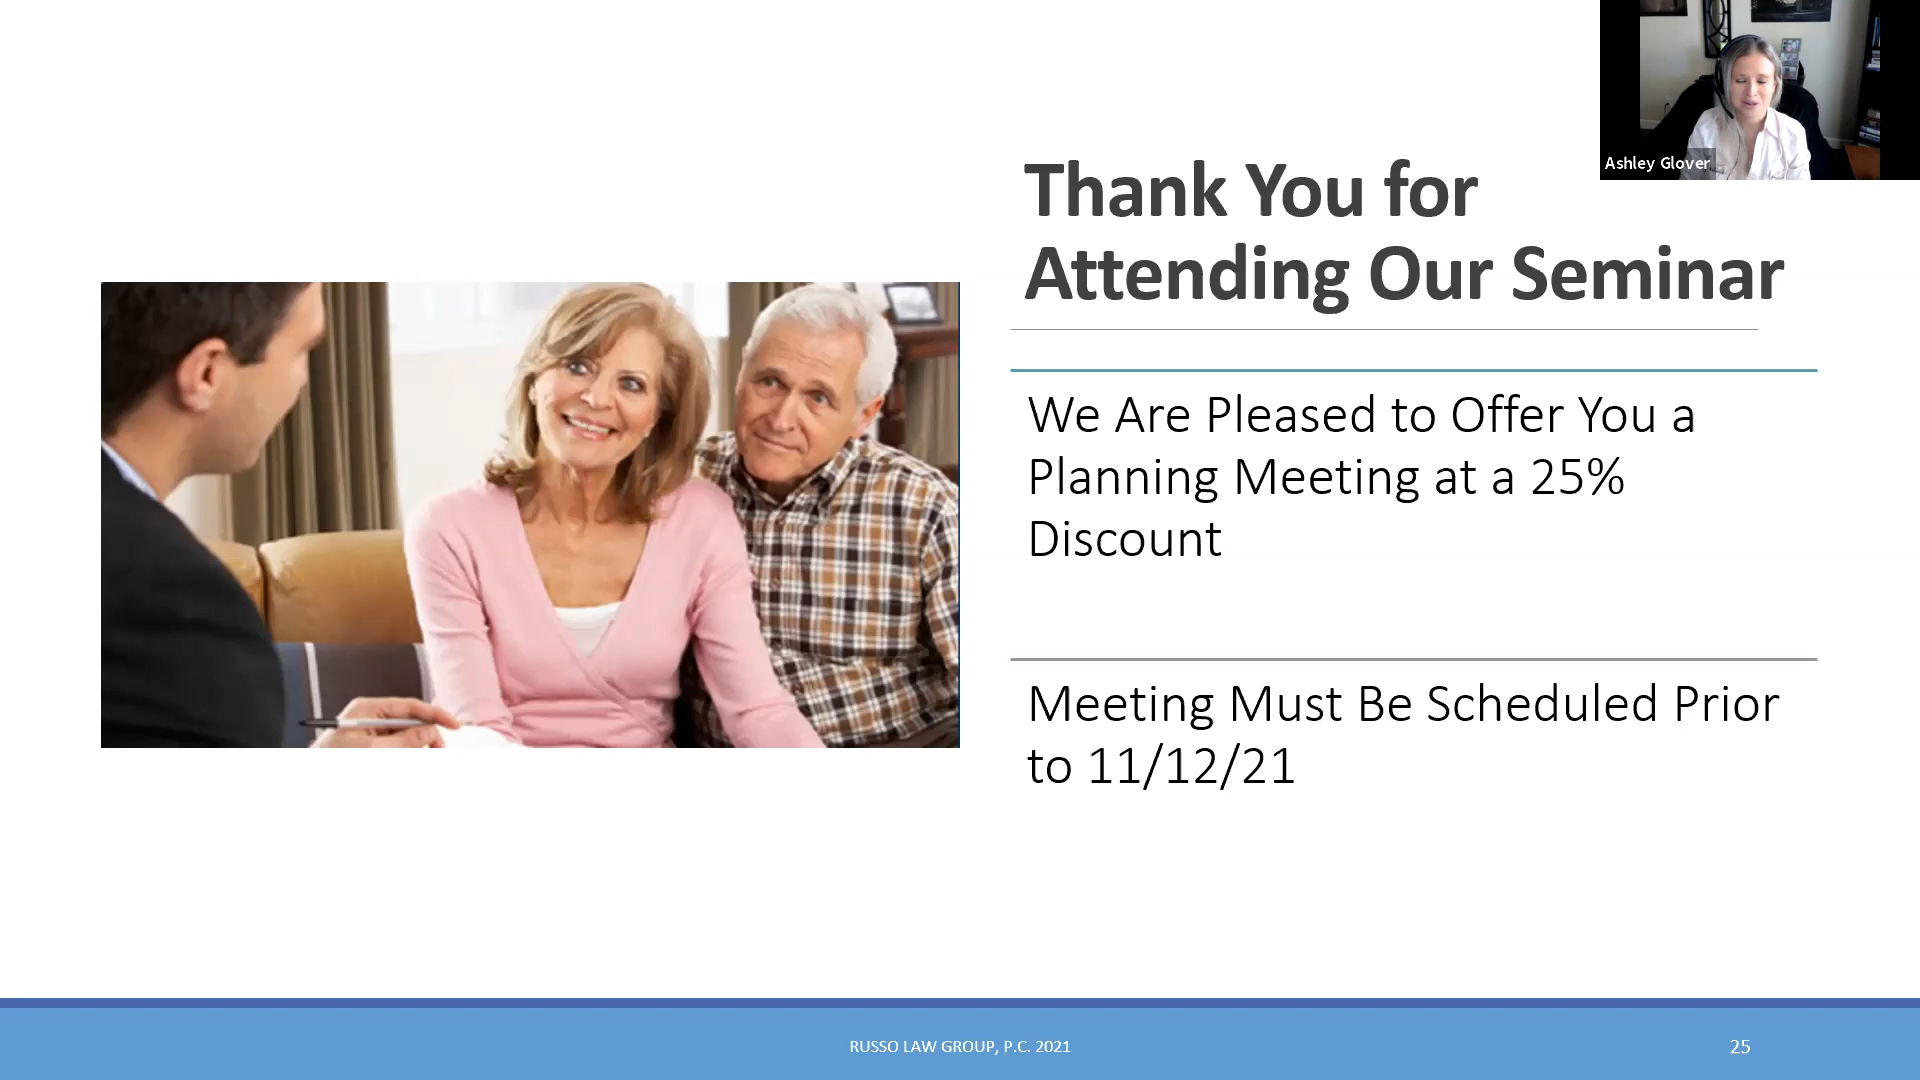 Ashley Glover
Thank You for
Attending Our Seminar
We Are Pleased to Offer You a
Planning Meeting at a 25%
Discount
Meeting Must Be Scheduled Prior
to 11/12/21
RUSSO LAW GROUP, P.C. 2021
25